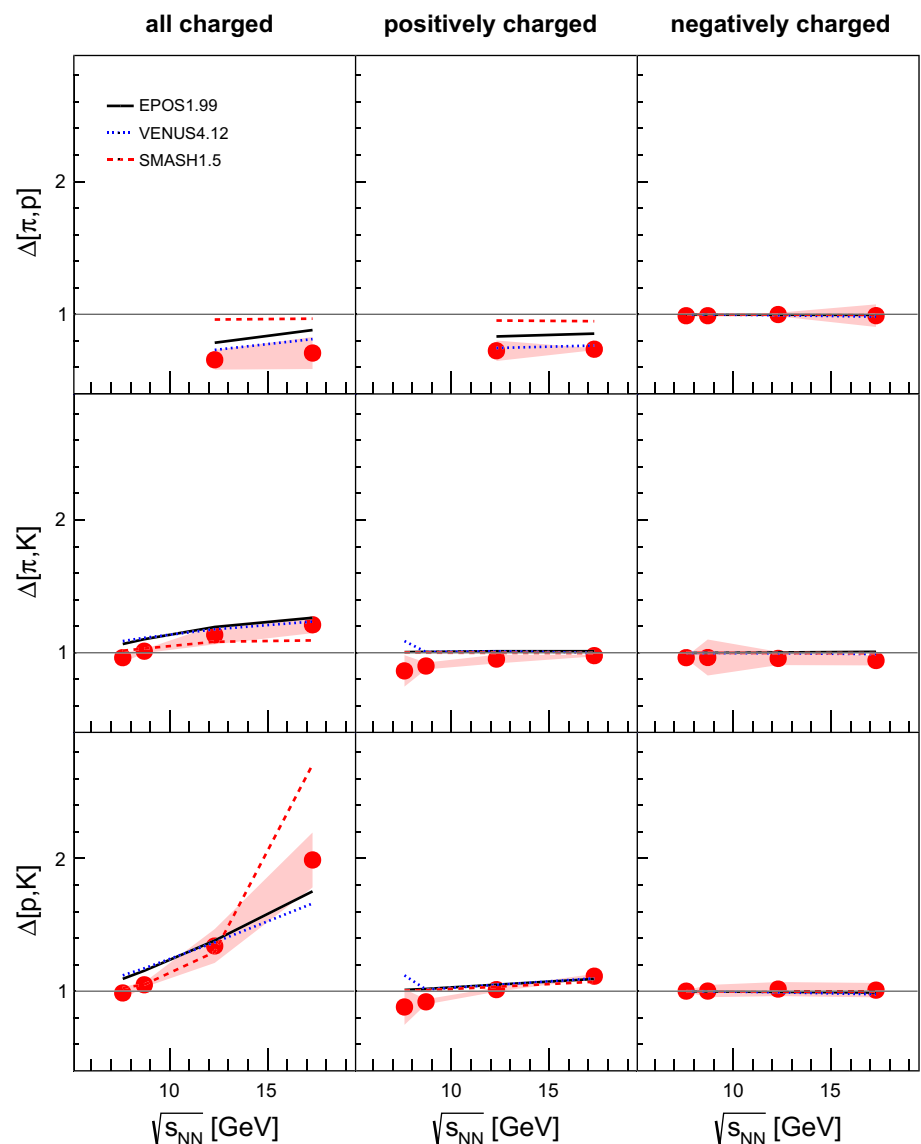 all charged positively charged negatively charged
EPOS1.99
VENUS4.12
SMASH1.5
Δ[π,p]
2
1
Δ[π,K]
2
1
Δ[p,K]
2
1
10 15 10 15 10 15
√sNN [GeV] √sNN [GeV] √sNN [GeV]